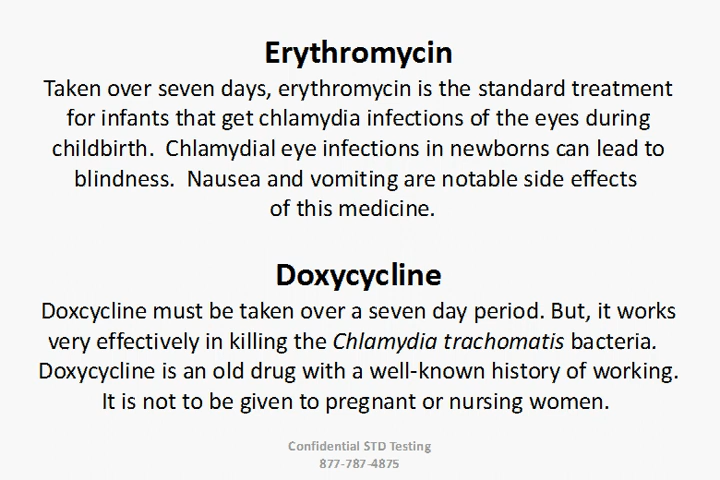 Erythromycin
Taken over seven days, erythromycin is the standard treatment
for infants that get chlamydia infections of the eyes during
childbirth.  Chlamydial eye infections in newborns can lead to
blindness.  Nausea and vomiting are notable side effects
of this medicine.
Doxycycline
Doxcycline must be taken over a seven day period. But, it works
very effectively in killing the Chlamydia trachomatis bacteria.
Doxycycline is an old drug with a well-known history of working.
It is not to be given to pregnant or nursing women.
Confidential STD Testing
877-787-4875